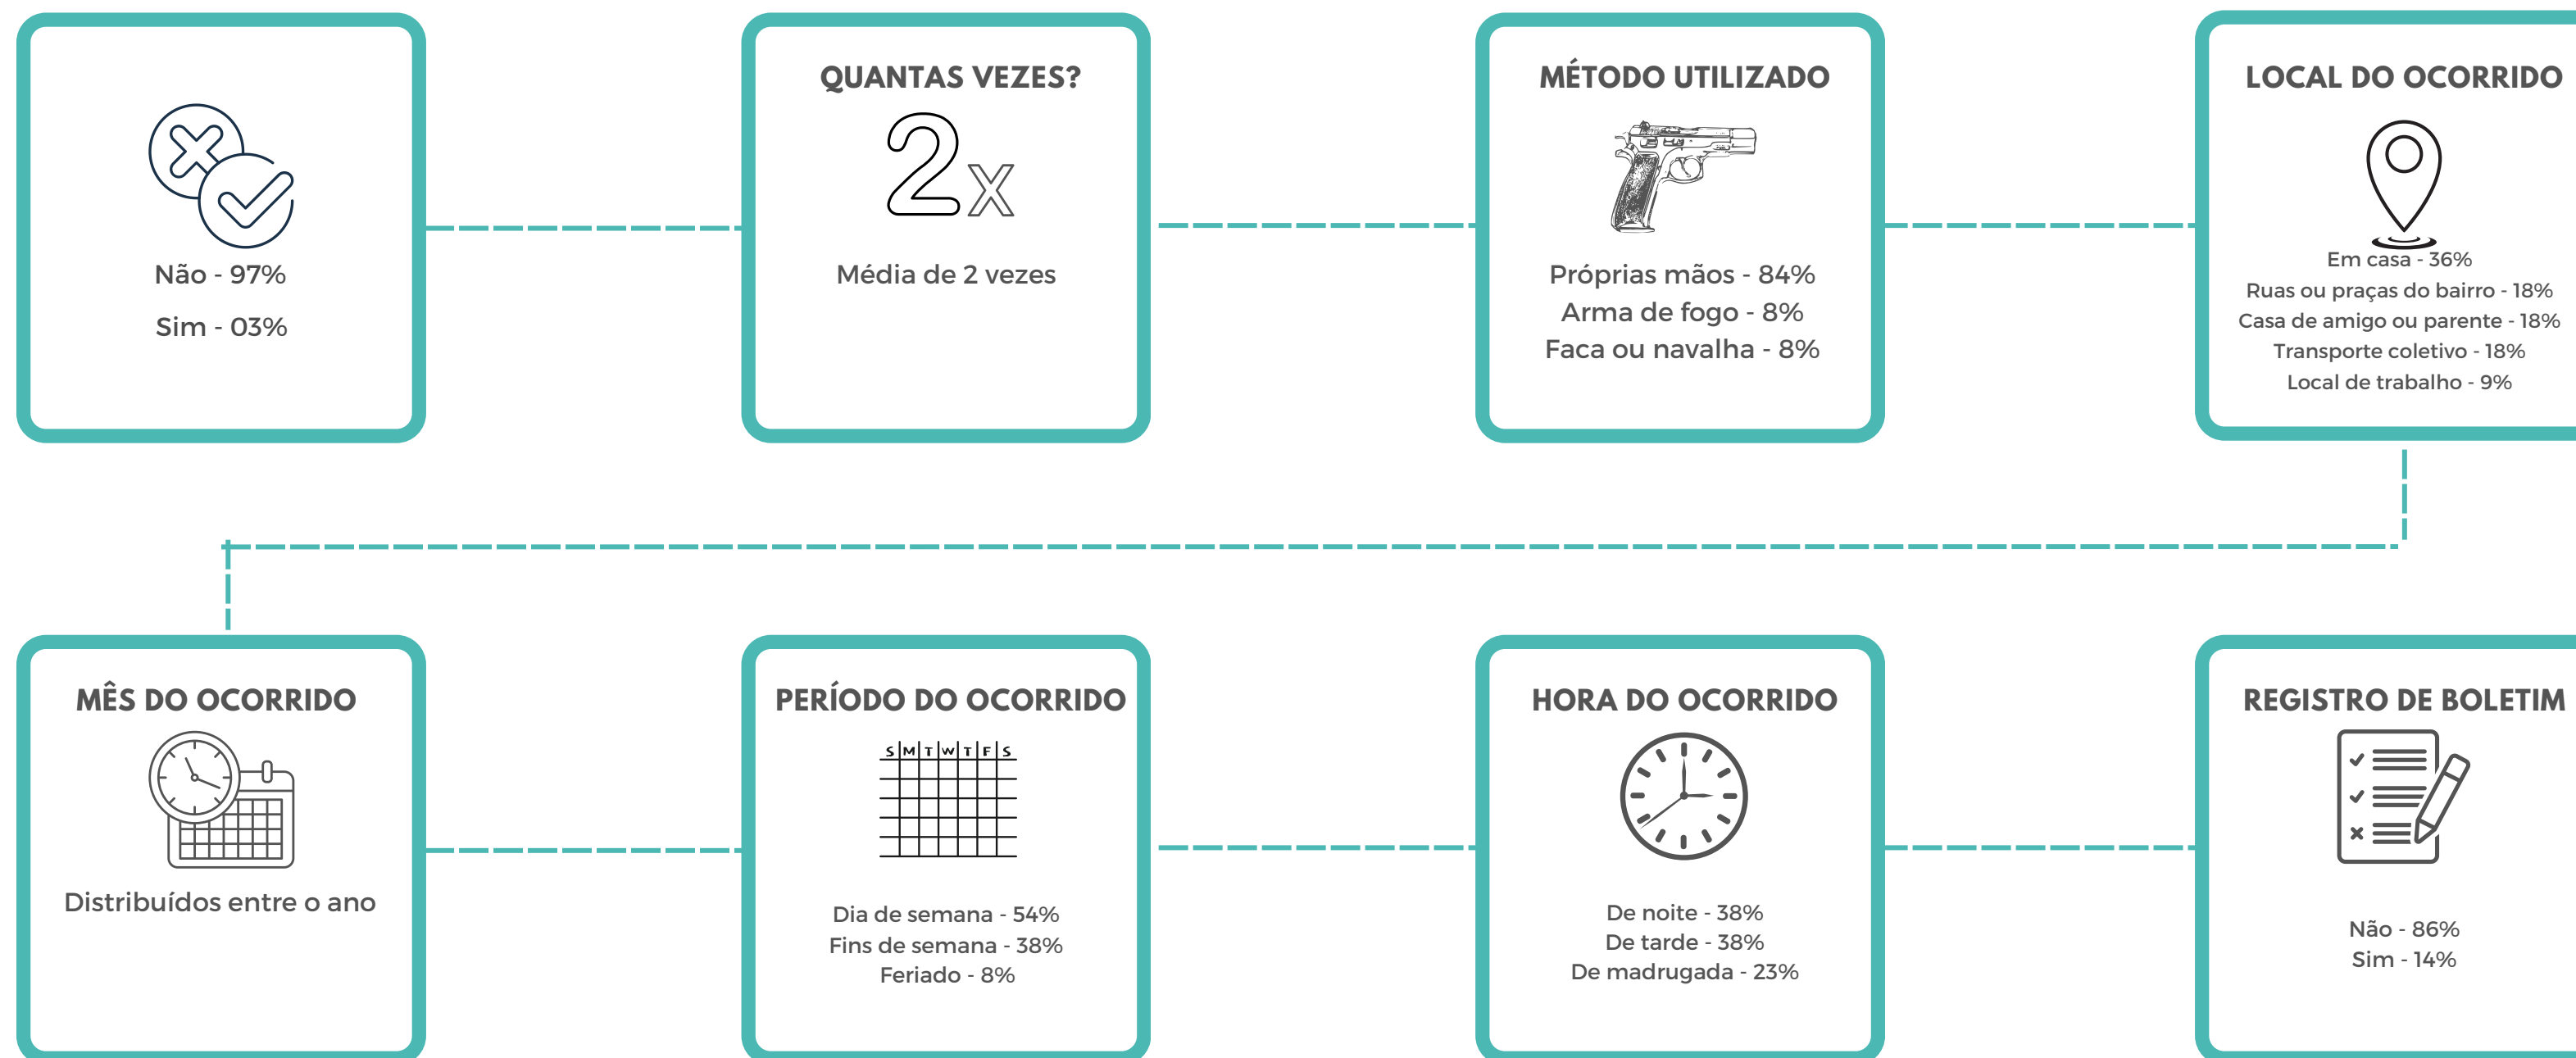 Não - 97%
Sim - 03%
QUANTAS VEZES?
2x
Média de 2 vezes
MÉTODO UTILIZADO
Próprias mãos - 84%
Arma de fogo - 8%
Faca ou navalha - 8%
LOCAL DO OCORRIDO
Em casa - 36%
Ruas ou praças do bairro - 18%
Casa de amigo ou parente - 18%
Transporte coletivo - 18%
Local de trabalho - 9%
MÊS DO OCORRIDO
Distribuídos entre o ano
PERÍODO DO OCORRIDO
S M T W T F S
Dia de semana - 54%
Fins de semana - 38%
Feriado - 8%
HORA DO OCORRIDO
De noite - 38%
De tarde - 38%
De madrugada - 23%
REGISTRO DE BOLETIM
Não - 86%
Sim - 14%